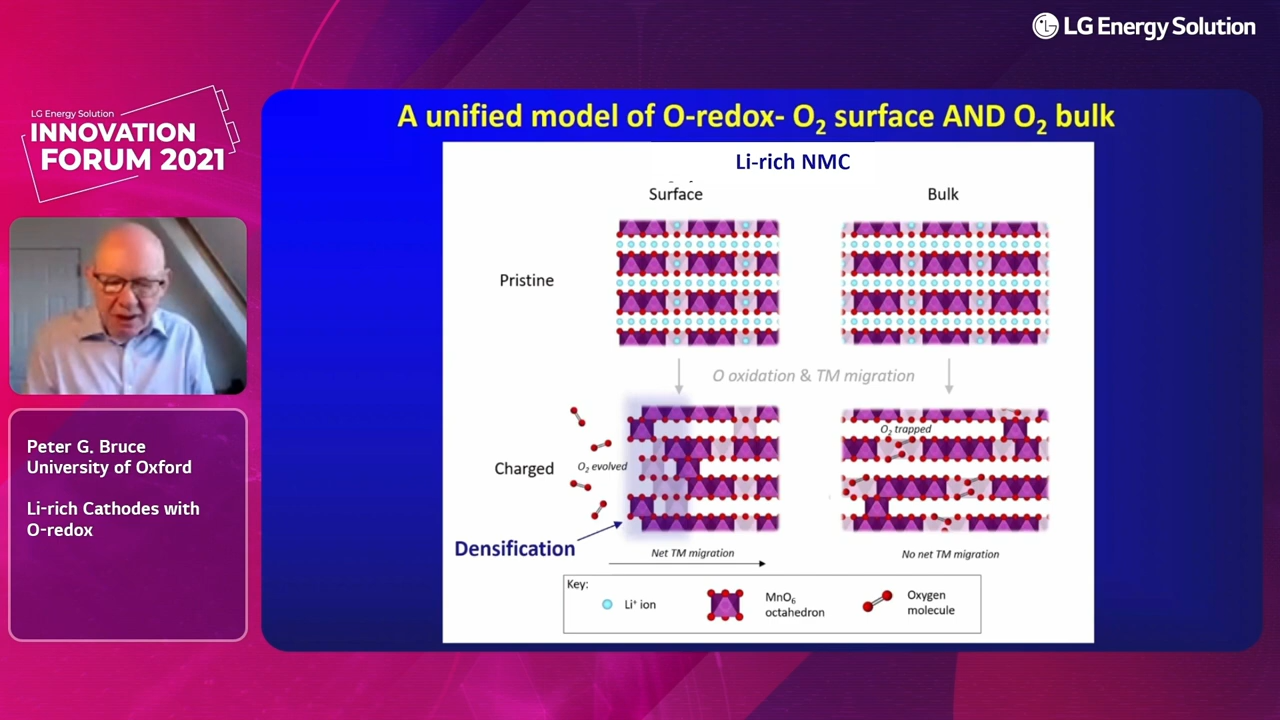 LG Energy Solution
LG Energy Solution
INNOVATION
FORUM 2021
A unified model of O-redox- O₂ surface AND O₂ bulk
Li-rich NMC
Surface
Bulk
Pristine
O oxidation & TM migration
Charged
O₂ evolved
O₂ trapped
Densification
Net TM migration
No net TM migration
Key:
Li⁺ ion
MnO₆
octahedron
Oxygen
molecule
Peter G. Bruce
University of Oxford
Li-rich Cathodes with
O-redox